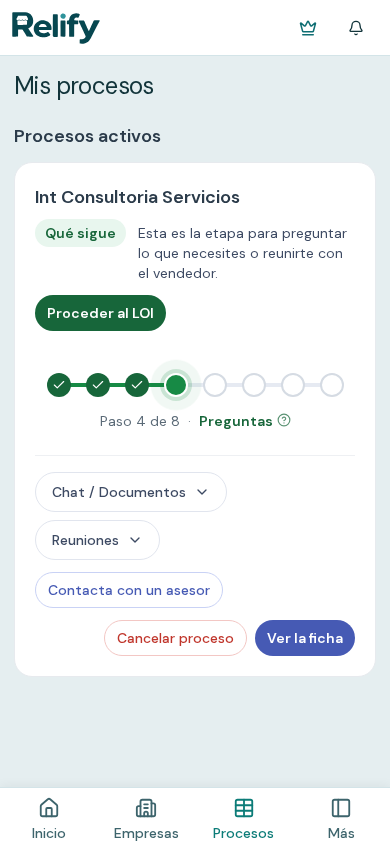 Relify
Mis procesos
Procesos activos
Int Consultoria Servicios
Qué sigue
Esta es la etapa para preguntar
lo que necesites o reunirte con
el vendedor.
Proceder al LOI
Paso 4 de 8 · Preguntas
Chat / Documentos
Reuniones
Contacta con un asesor
Cancelar proceso
Ver la ficha
Inicio
Empresas
Procesos
Más